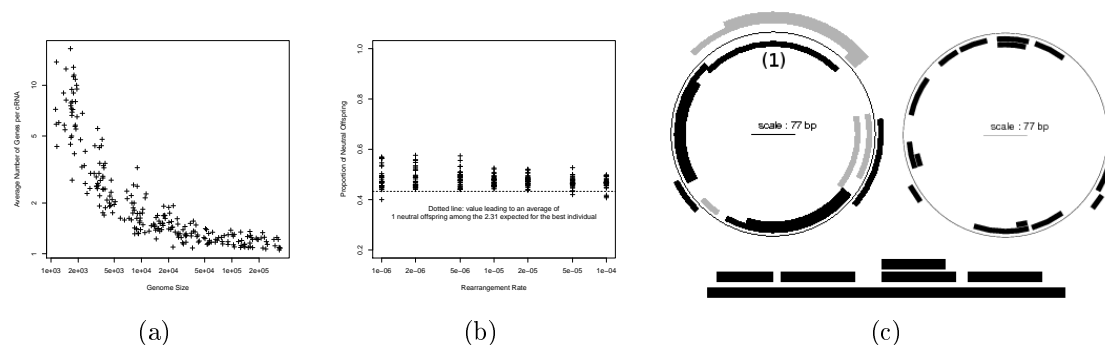 Average Number of Genes per cRNA
10
5
2
1
1e+03 2e+03 5e+03 1e+04 2e+04 5e+04 1e+05 2e+05
Genome Size
(a)
Proportion of Neutral Offspring
1.0
0.8
0.6
0.4
0.2
Dotted line: value leading to an average of
1 neutral offspring among the 2.31 expected for the best individual
1e−06 2e−06 5e−06 1e−05 2e−05 5e−05 1e−04
Rearrangement Rate
(b)
(1)
scale : 77 bp
scale : 77 bp
(c)